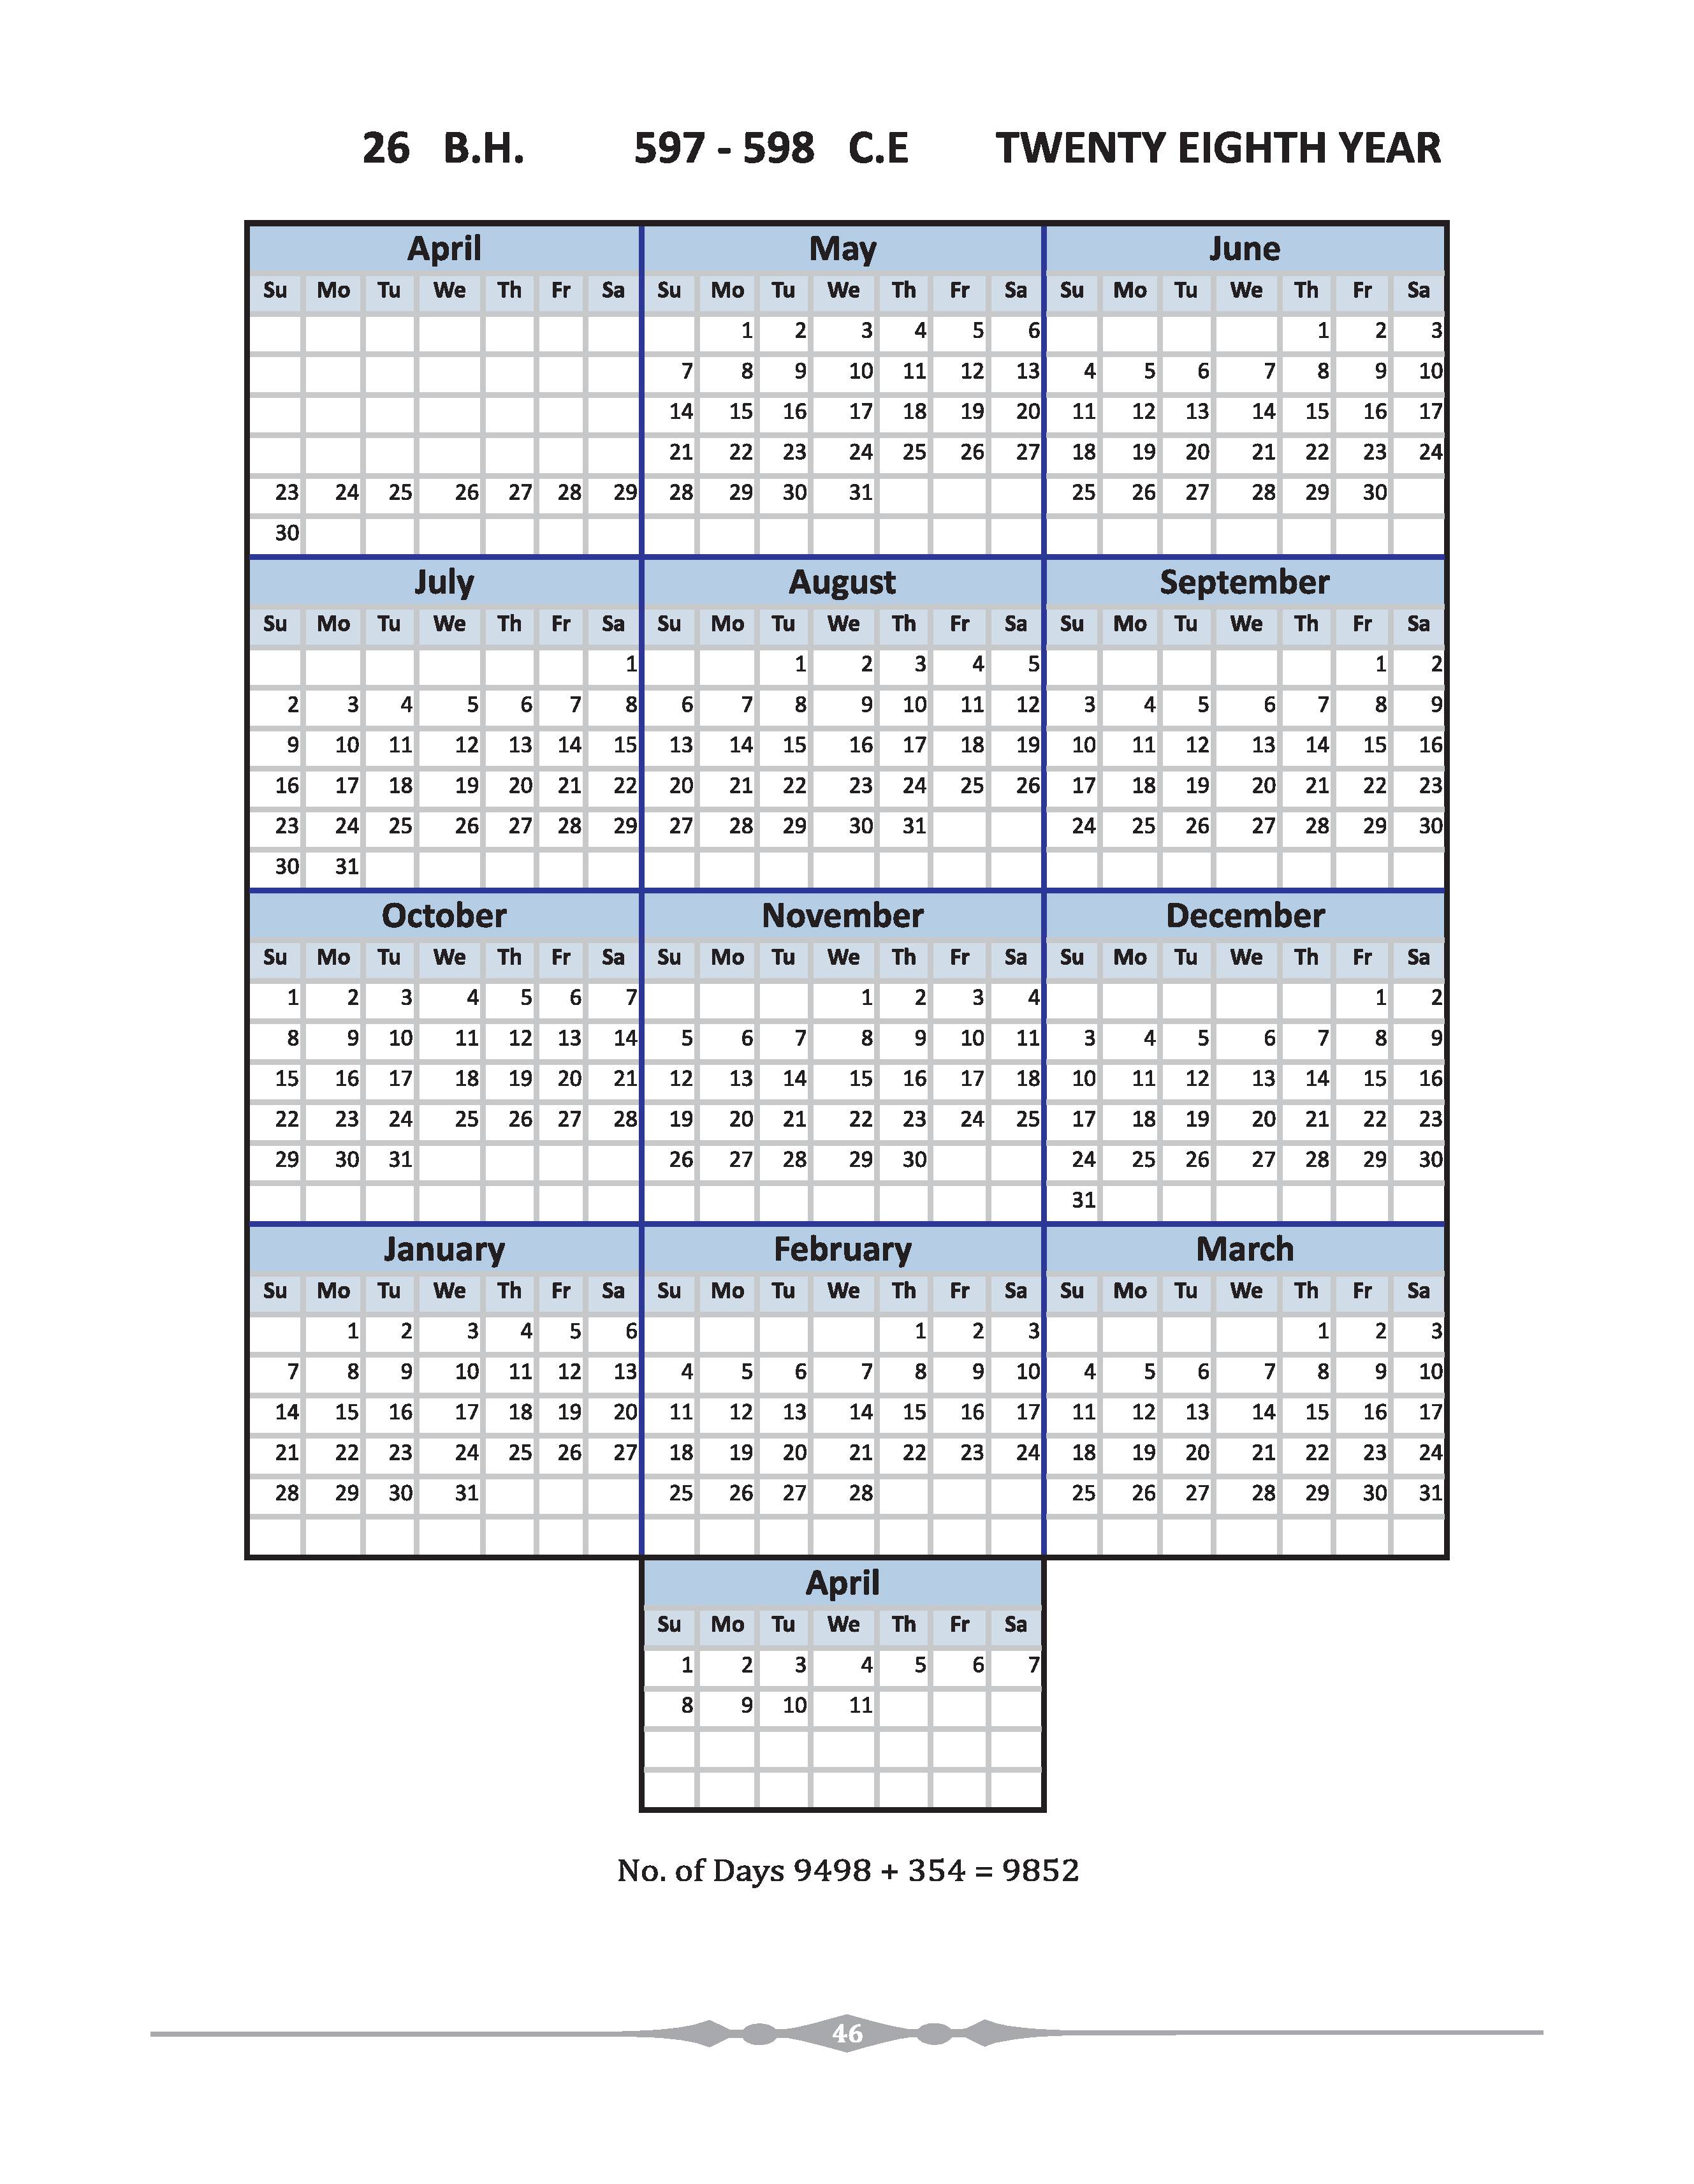 26 B.H. 597 - 598 C.E TWENTY EIGHTH YEAR
April May June
Su Mo Tu We Th Fr Sa Su Mo Tu We Th Fr Sa Su Mo Tu We Th Fr Sa
1 2 3 4 5 6 1 2 3
7 8 9 10 11 12 13 4 5 6 7 8 9 10
14 15 16 17 18 19 20 11 12 13 14 15 16 17
21 22 23 24 25 26 27 18 19 20 21 22 23 24
23 24 25 26 27 28 29 28 29 30 31 25 26 27 28 29 30
30
July August September
Su Mo Tu We Th Fr Sa Su Mo Tu We Th Fr Sa Su Mo Tu We Th Fr Sa
1 1 2 3 4 5 1 2
2 3 4 5 6 7 8 6 7 8 9 10 11 12 3 4 5 6 7 8 9
9 10 11 12 13 14 15 13 14 15 16 17 18 19 10 11 12 13 14 15 16
16 17 18 19 20 21 22 20 21 22 23 24 25 26 17 18 19 20 21 22 23
23 24 25 26 27 28 29 27 28 29 30 31 24 25 26 27 28 29 30
30 31
October November December
Su Mo Tu We Th Fr Sa Su Mo Tu We Th Fr Sa Su Mo Tu We Th Fr Sa
1 2 3 4 5 6 7 1 2 3 4 1 2
8 9 10 11 12 13 14 5 6 7 8 9 10 11 3 4 5 6 7 8 9
15 16 17 18 19 20 21 12 13 14 15 16 17 18 10 11 12 13 14 15 16
22 23 24 25 26 27 28 19 20 21 22 23 24 25 17 18 19 20 21 22 23
29 30 31 26 27 28 29 30 24 25 26 27 28 29 30
31
January February March
Su Mo Tu We Th Fr Sa Su Mo Tu We Th Fr Sa Su Mo Tu We Th Fr Sa
1 2 3 4 5 6 1 2 3 1 2 3
7 8 9 10 11 12 13 4 5 6 7 8 9 10 4 5 6 7 8 9 10
14 15 16 17 18 19 20 11 12 13 14 15 16 17 11 12 13 14 15 16 17
21 22 23 24 25 26 27 18 19 20 21 22 23 24 18 19 20 21 22 23 24
28 29 30 31 25 26 27 28 25 26 27 28 29 30 31
April
Su Mo Tu We Th Fr Sa
1 2 3 4 5 6 7
8 9 10 11
No. of Days 9498 + 354 = 9852
46